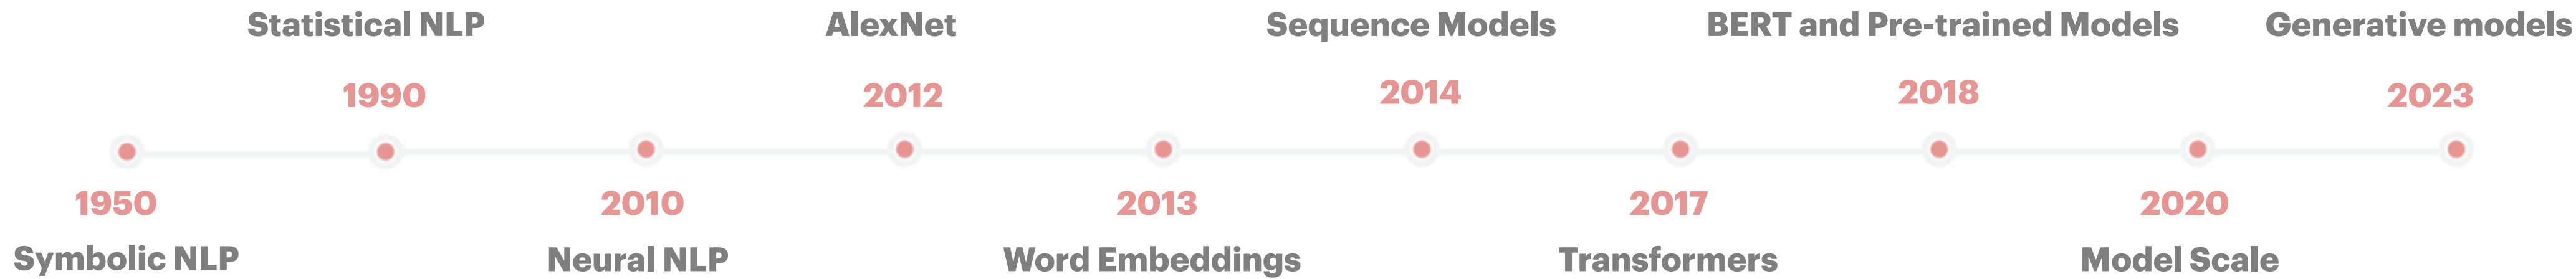 Statistical NLP
AlexNet
Sequence Models
BERT and Pre-trained Models
Generative models
1990
2012
2014
2018
2023
1950
2010
2013
2017
2020
Symbolic NLP
Neural NLP
Word Embeddings
Transformers
Model Scale